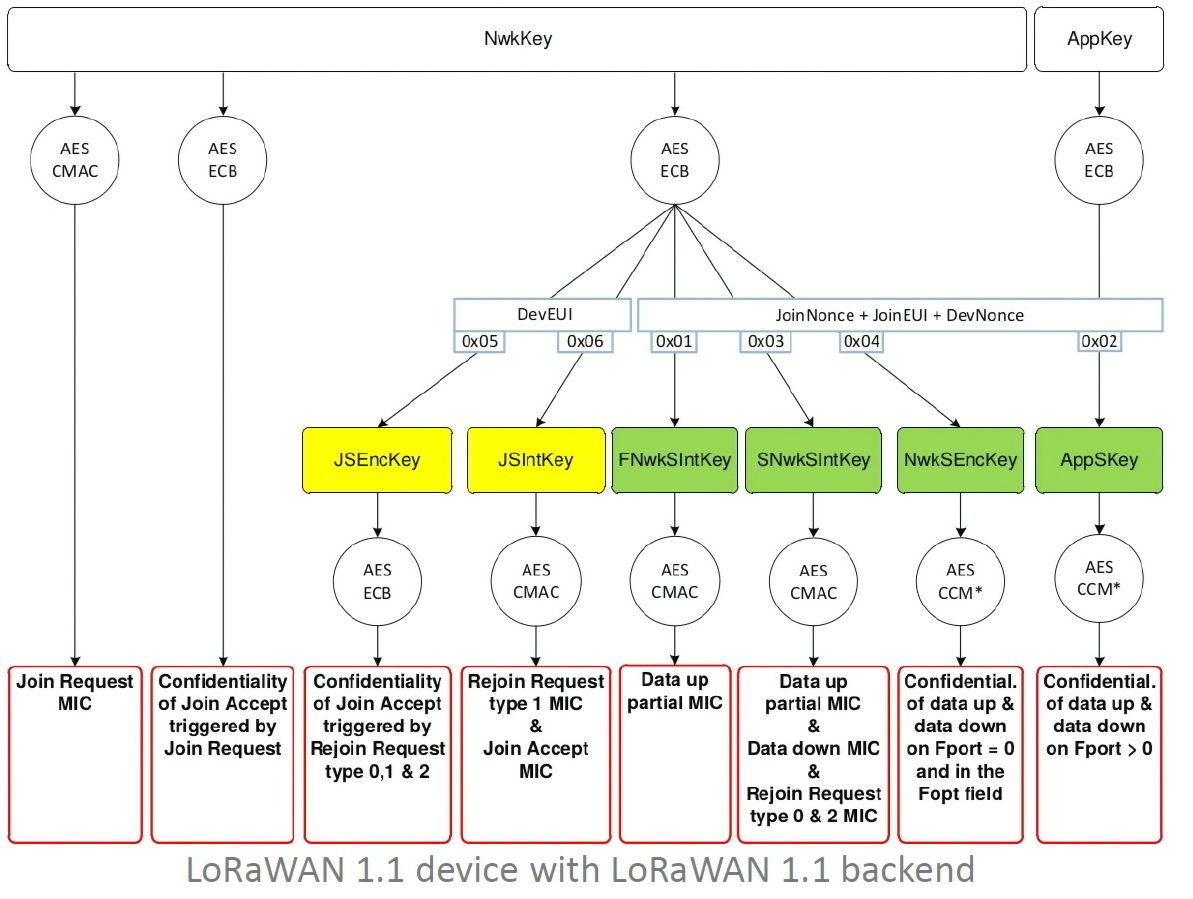 NwkKey
AppKey
AES
CMAC
AES
ECB
AES
ECB
AES
ECB
DevEUI
JoinNonce + JoinEUI + DevNonce
0x05
0x06
0x01
0x03
0x04
0x02
JSEncKey
JSIntKey
FNwkSIntKey
SNwkSIntKey
NwkSEncKey
AppSKey
AES
ECB
AES
CMAC
AES
CMAC
AES
CMAC
AES
CCM*
AES
CCM*
Join Request
MIC
Confidentiality
of Join Accept
triggered by
Join Request
Confidentiality
of Join Accept
triggered by
Rejoin Request
type 0,1 & 2
Rejoin Request
type 1 MIC
&
Join Accept
MIC
Data up
partial MIC
Data up
partial MIC
&
Data down MIC
&
Rejoin Request
type 0 & 2 MIC
Confidential.
of data up &
data down
on Fport = 0
and in the
Fopt field
Confidential.
of data up &
data down
on Fport > 0
LoRaWAN 1.1 device with LoRaWAN 1.1 backend